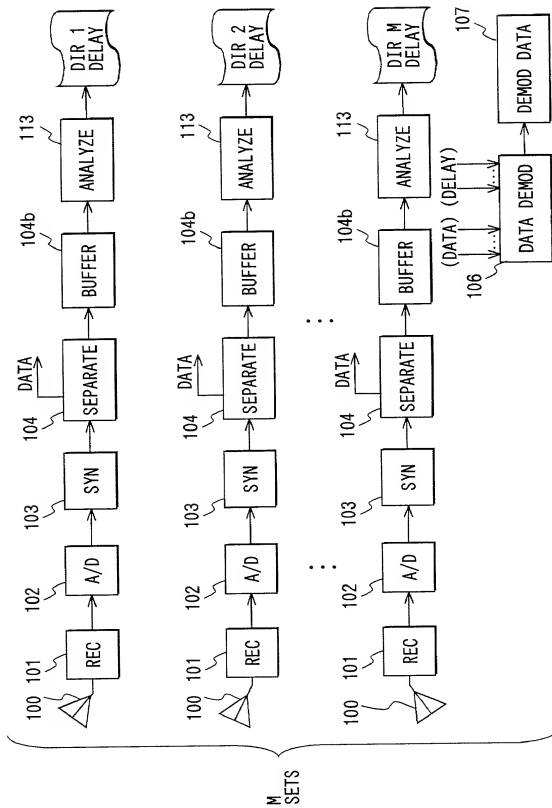 M
SETS
100
101
REC
102
A/D
103
SYN
104
SEPARATE
DATA
104b
BUFFER
113
ANALYZE
DIR 1
DELAY
100
101
REC
102
A/D
103
SYN
104
SEPARATE
DATA
104b
BUFFER
113
ANALYZE
DIR 2
DELAY
...
...
100
101
REC
102
A/D
103
SYN
104
SEPARATE
DATA
104b
BUFFER
113
ANALYZE
DIR M
DELAY
(DATA) (DELAY)
106
DATA DEMOD
107
DEMOD DATA